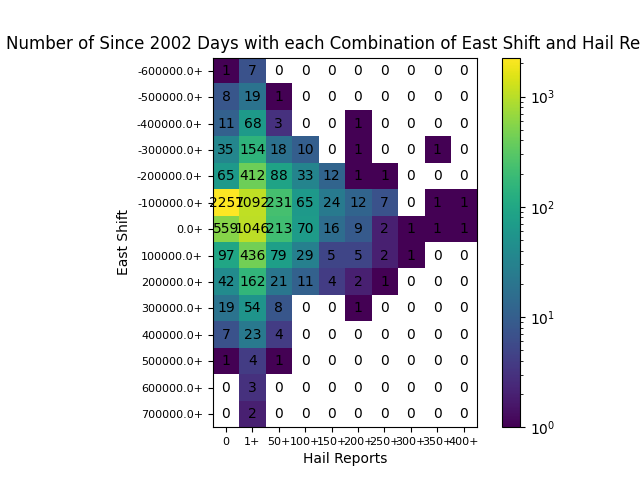 Number of Since 2002 Days with each Combination of East Shift and Hail Re
-600000.0+ 1 7 0 0 0 0 0 0 0 0
-500000.0+ 8 19 1 0 0 0 0 0 0 0
-400000.0+ 11 68 3 0 0 1 0 0 0 0
-300000.0+ 35 154 18 10 0 1 0 0 1 0
-200000.0+ 65 412 88 33 12 1 1 0 0 0
-100000.0+ 2257 1092 231 65 24 12 7 0 1 1
0.0+ 559 1046 213 70 16 9 2 1 1 1
100000.0+ 97 436 79 29 5 5 2 1 0 0
200000.0+ 42 162 21 11 4 2 1 0 0 0
300000.0+ 19 54 8 0 0 1 0 0 0 0
400000.0+ 7 23 4 0 0 0 0 0 0 0
500000.0+ 1 4 1 0 0 0 0 0 0 0
600000.0+ 0 3 0 0 0 0 0 0 0 0
700000.0+ 0 2 0 0 0 0 0 0 0 0
0 1+ 50+ 100+ 150+ 200+ 250+ 300+ 350+ 400+
Hail Reports
East Shift
10³
10²
10¹
10⁰